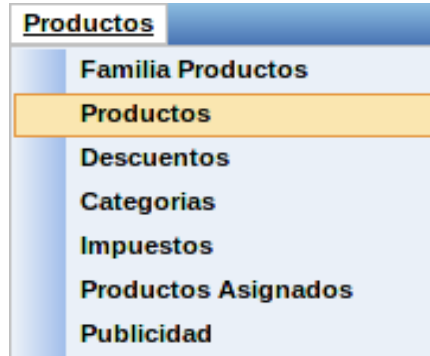 Productos
Familia Productos
Productos
Descuentos
Categorias
Impuestos
Productos Asignados
Publicidad